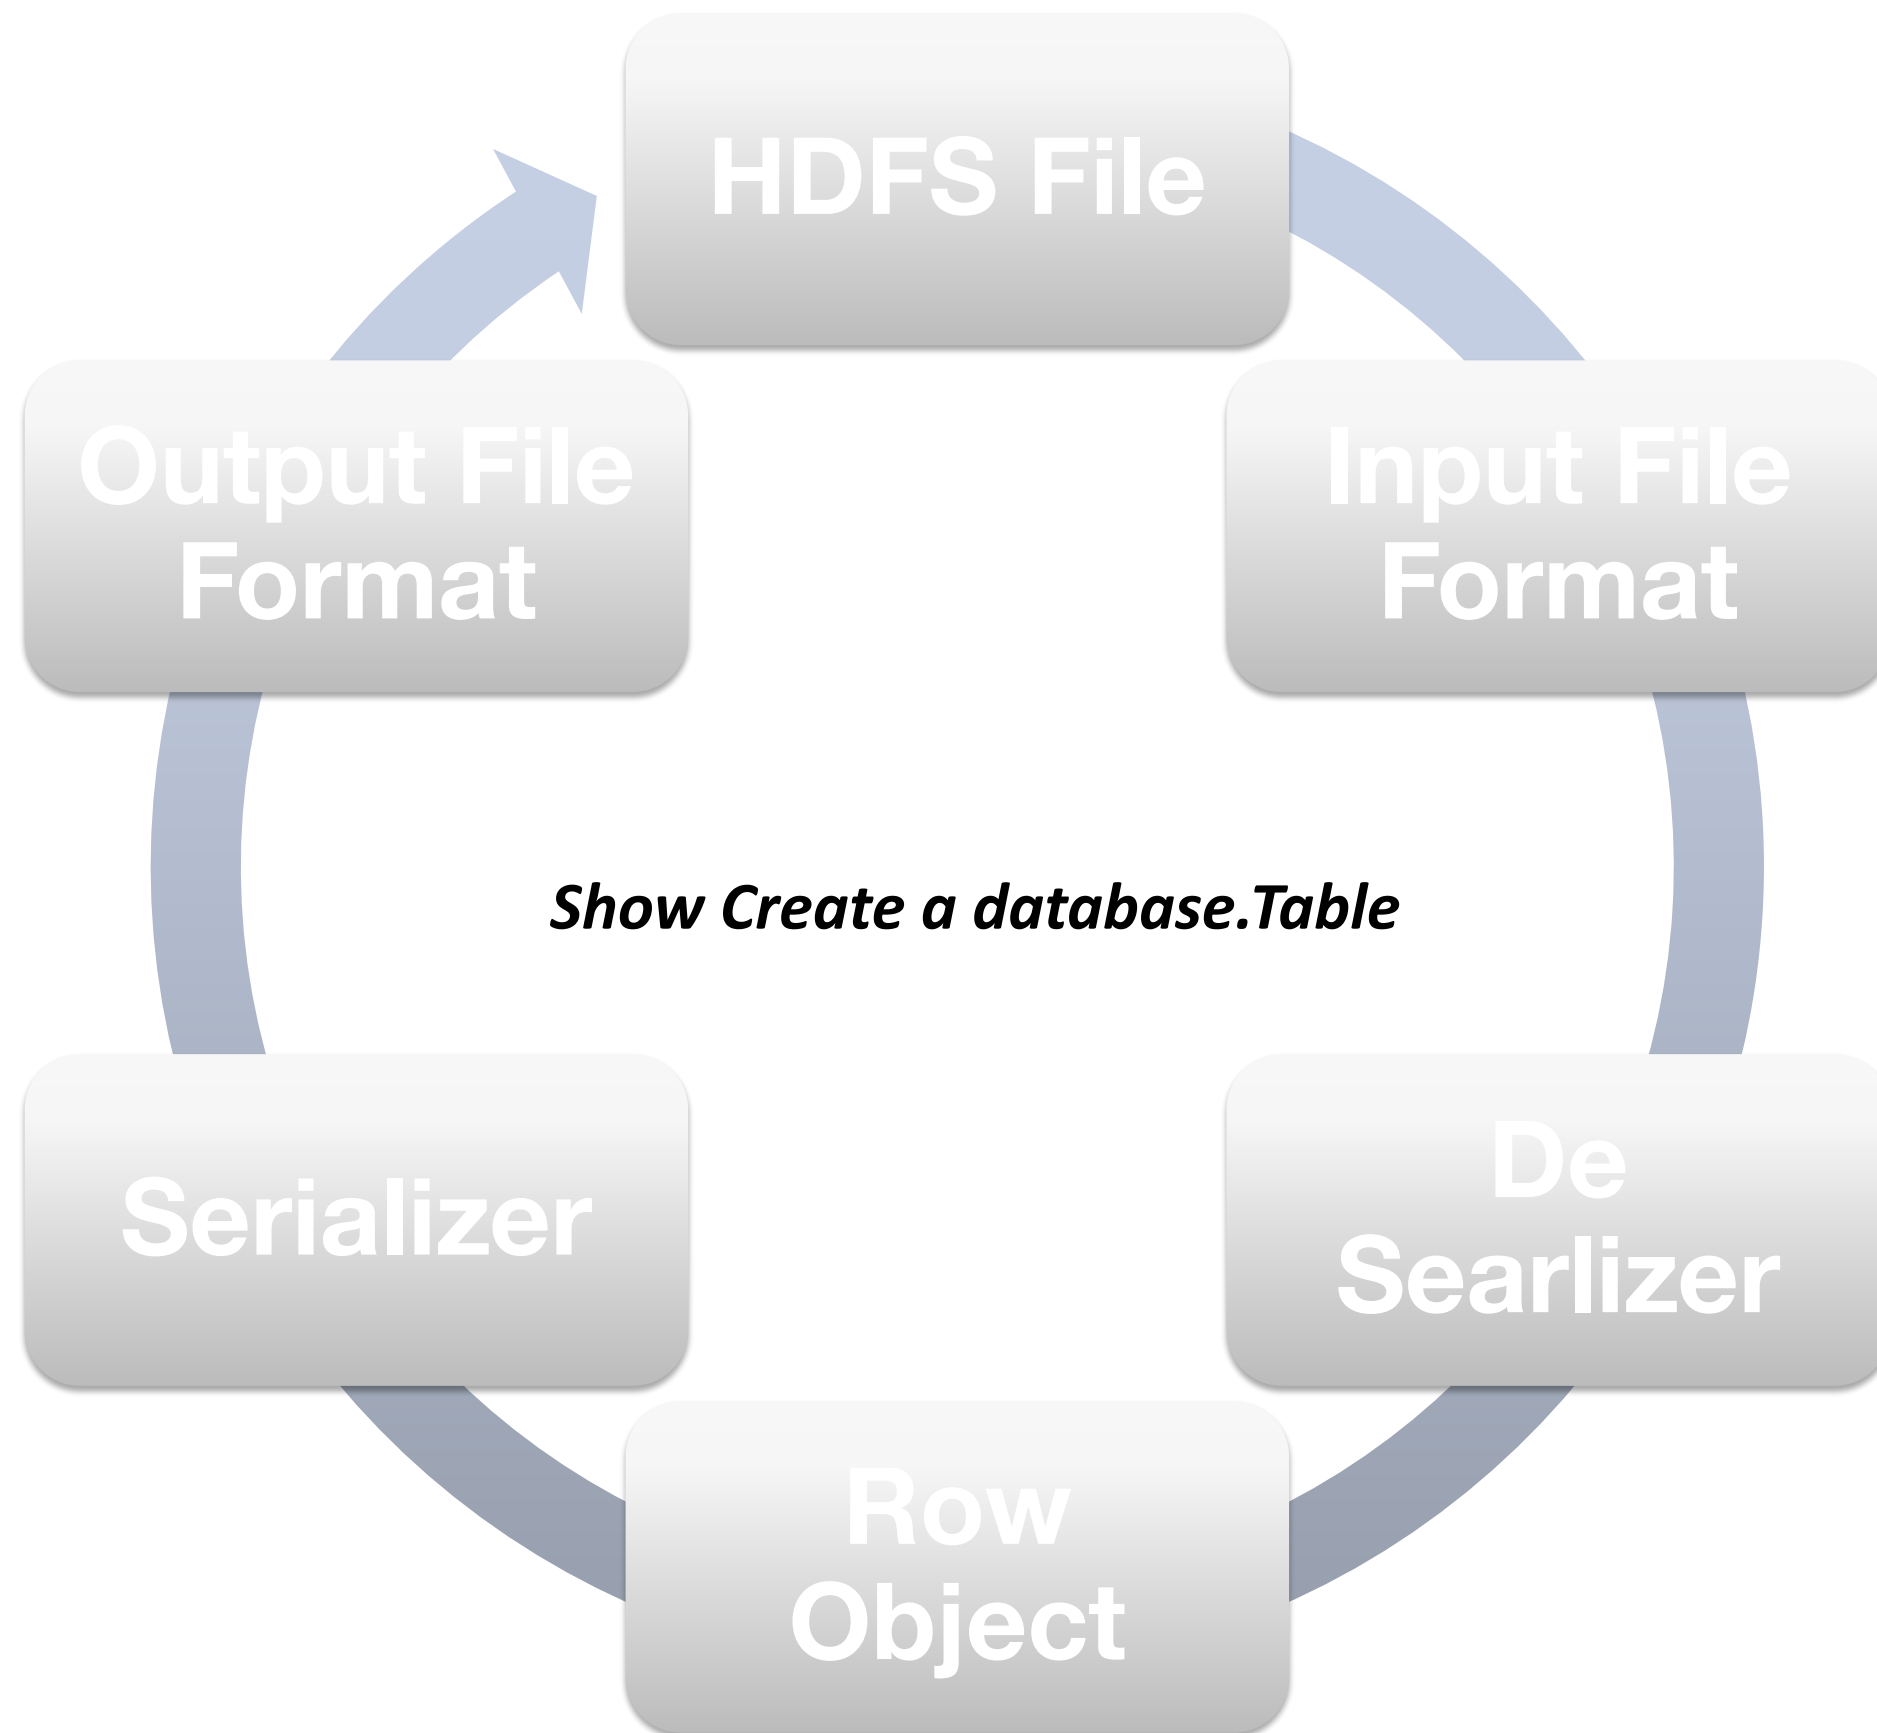 HDFS File
Output File
Format
Input File
Format
Show Create a database.Table
Serializer
De
Searlizer
Row
Object